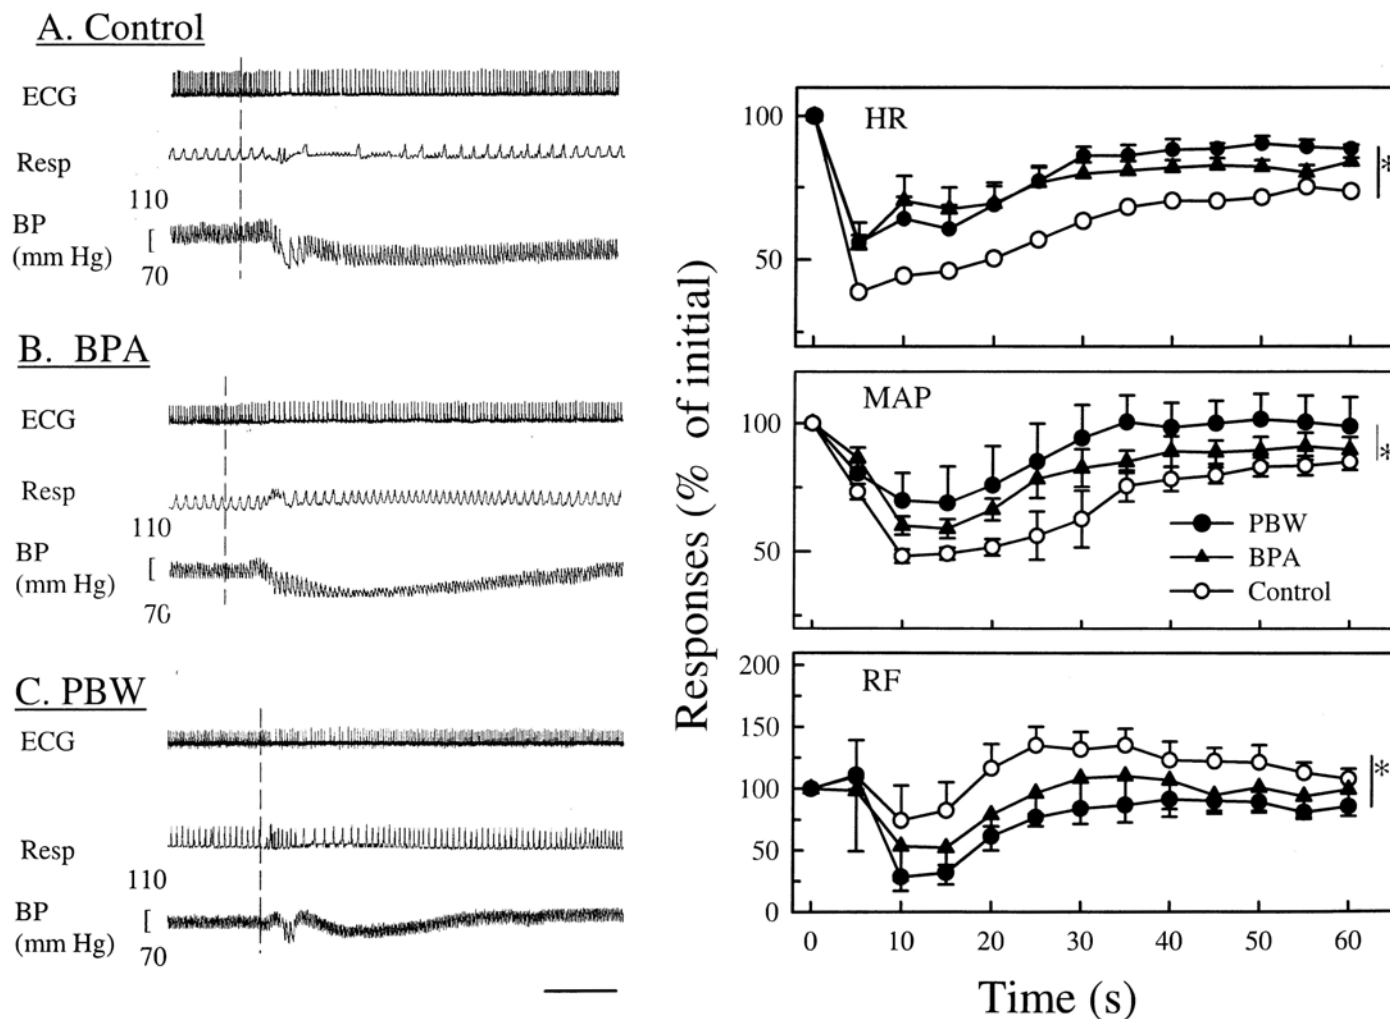 A. Control
ECG
Resp
110
BP
(mm Hg)
[
70
B. BPA
ECG
Resp
110
BP
(mm Hg)
[
70
C. PBW
ECG
Resp
110
BP
(mm Hg)
[
70
Responses (% of initial)
HR
100
50
*
MAP
100
50
*
PBW
BPA
Control
RF
200
150
100
50
0
*
0 10 20 30 40 50 60
Time (s)